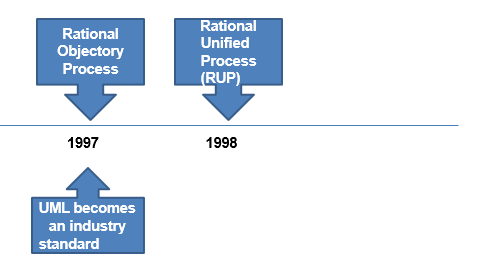 Rational
Objectory
Process
Rational
Unified
Process
(RUP)
1997
1998
UML becomes
an industry
standard